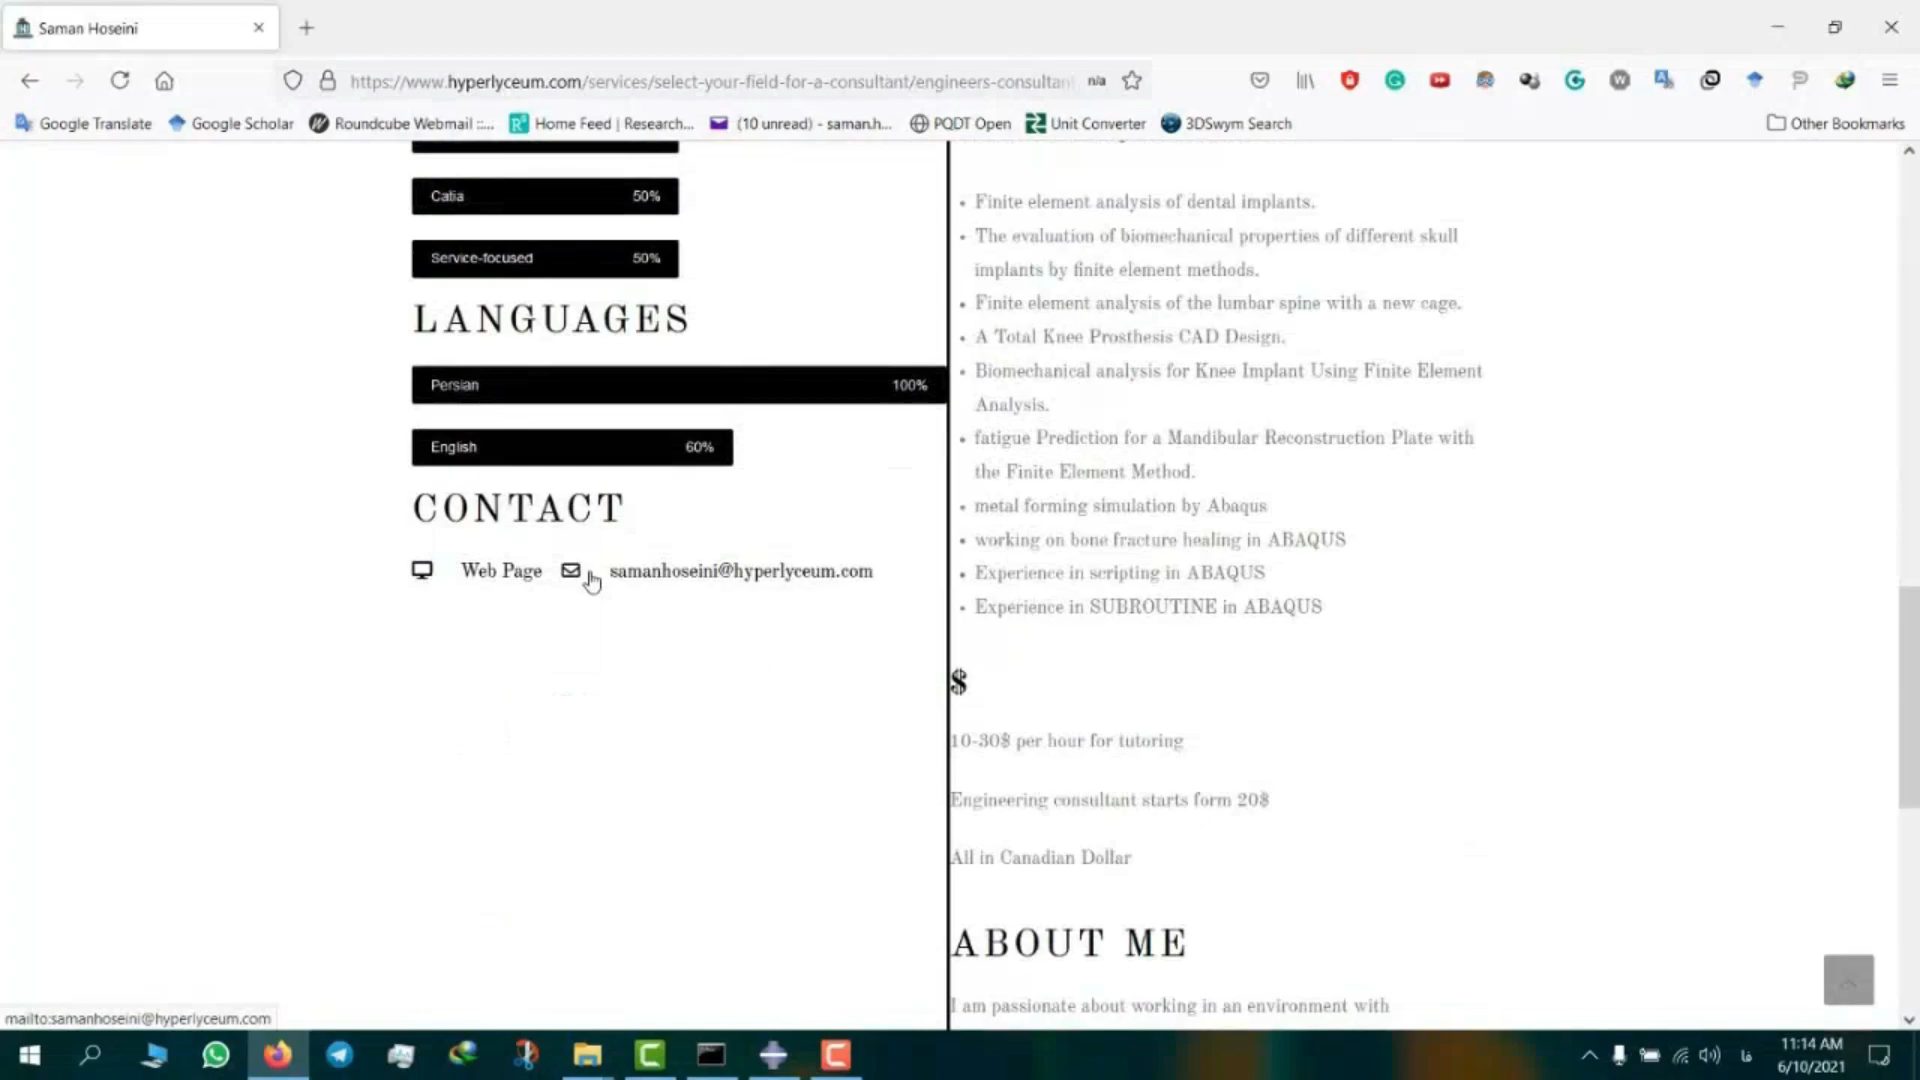 Saman Hoseini
https://www.hyperlyceum.com/services/select-your-field-for-a-consultant/engineers-consultan
n/a
Google Translate
Google Scholar
Roundcube Webmail ::...
Home Feed | Research...
(10 unread) - saman.h...
PQDT Open
Unit Converter
3DSwym Search
Other Bookmarks
Catia 50%
Service-focused 50%
LANGUAGES
Persian 100%
English 60%
CONTACT
Web Page
samanhoseini@hyperlyceum.com
• Finite element analysis of dental implants.
• The evaluation of biomechanical properties of different skull
implants by finite element methods.
• Finite element analysis of the lumbar spine with a new cage.
• A Total Knee Prosthesis CAD Design.
• Biomechanical analysis for Knee Implant Using Finite Element
Analysis.
• fatigue Prediction for a Mandibular Reconstruction Plate with
the Finite Element Method.
• metal forming simulation by Abaqus
• working on bone fracture healing in ABAQUS
• Experience in scripting in ABAQUS
• Experience in SUBROUTINE in ABAQUS
$
10-30$ per hour for tutoring
Engineering consultant starts form 20$
All in Canadian Dollar
ABOUT ME
I am passionate about working in an environment with
mailto:samanhoseini@hyperlyceum.com
فا
11:14 AM
6/10/2021